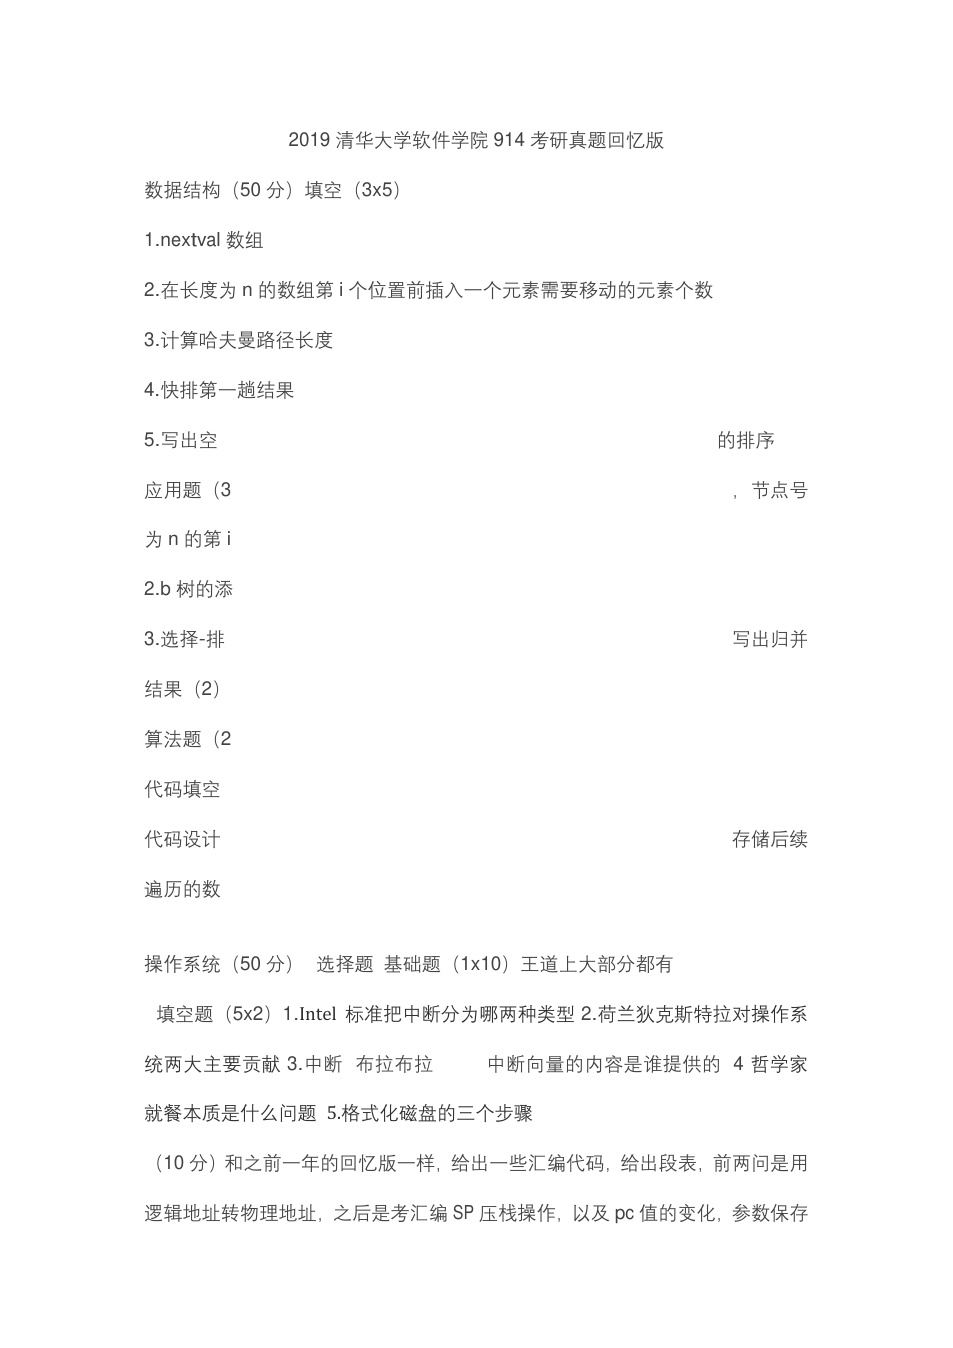 2019 清华大学软件学院 914 考研真题回忆版
数据结构（50 分）填空（3x5）
1.nextval 数组
2.在长度为 n 的数组第 i 个位置前插入一个元素需要移动的元素个数
3.计算哈夫曼路径长度
4.快排第一趟结果
5.写出空 的排序
应用题（3 ，节点号
为 n 的第 i
2.b 树的添
3.选择-排 写出归并
结果（2）
算法题（2
代码填空
代码设计 存储后续
遍历的数
操作系统（50 分） 选择题 基础题（1x10）王道上大部分都有
填空题（5x2）1.Intel 标准把中断分为哪两种类型 2.荷兰狄克斯特拉对操作系
统两大主要贡献 3.中断 布拉布拉 中断向量的内容是谁提供的 4 哲学家
就餐本质是什么问题 5.格式化磁盘的三个步骤
（10 分）和之前一年的回忆版一样，给出一些汇编代码，给出段表，前两问是用
逻辑地址转物理地址，之后是考汇编 SP 压栈操作，以及 pc 值的变化，参数保存